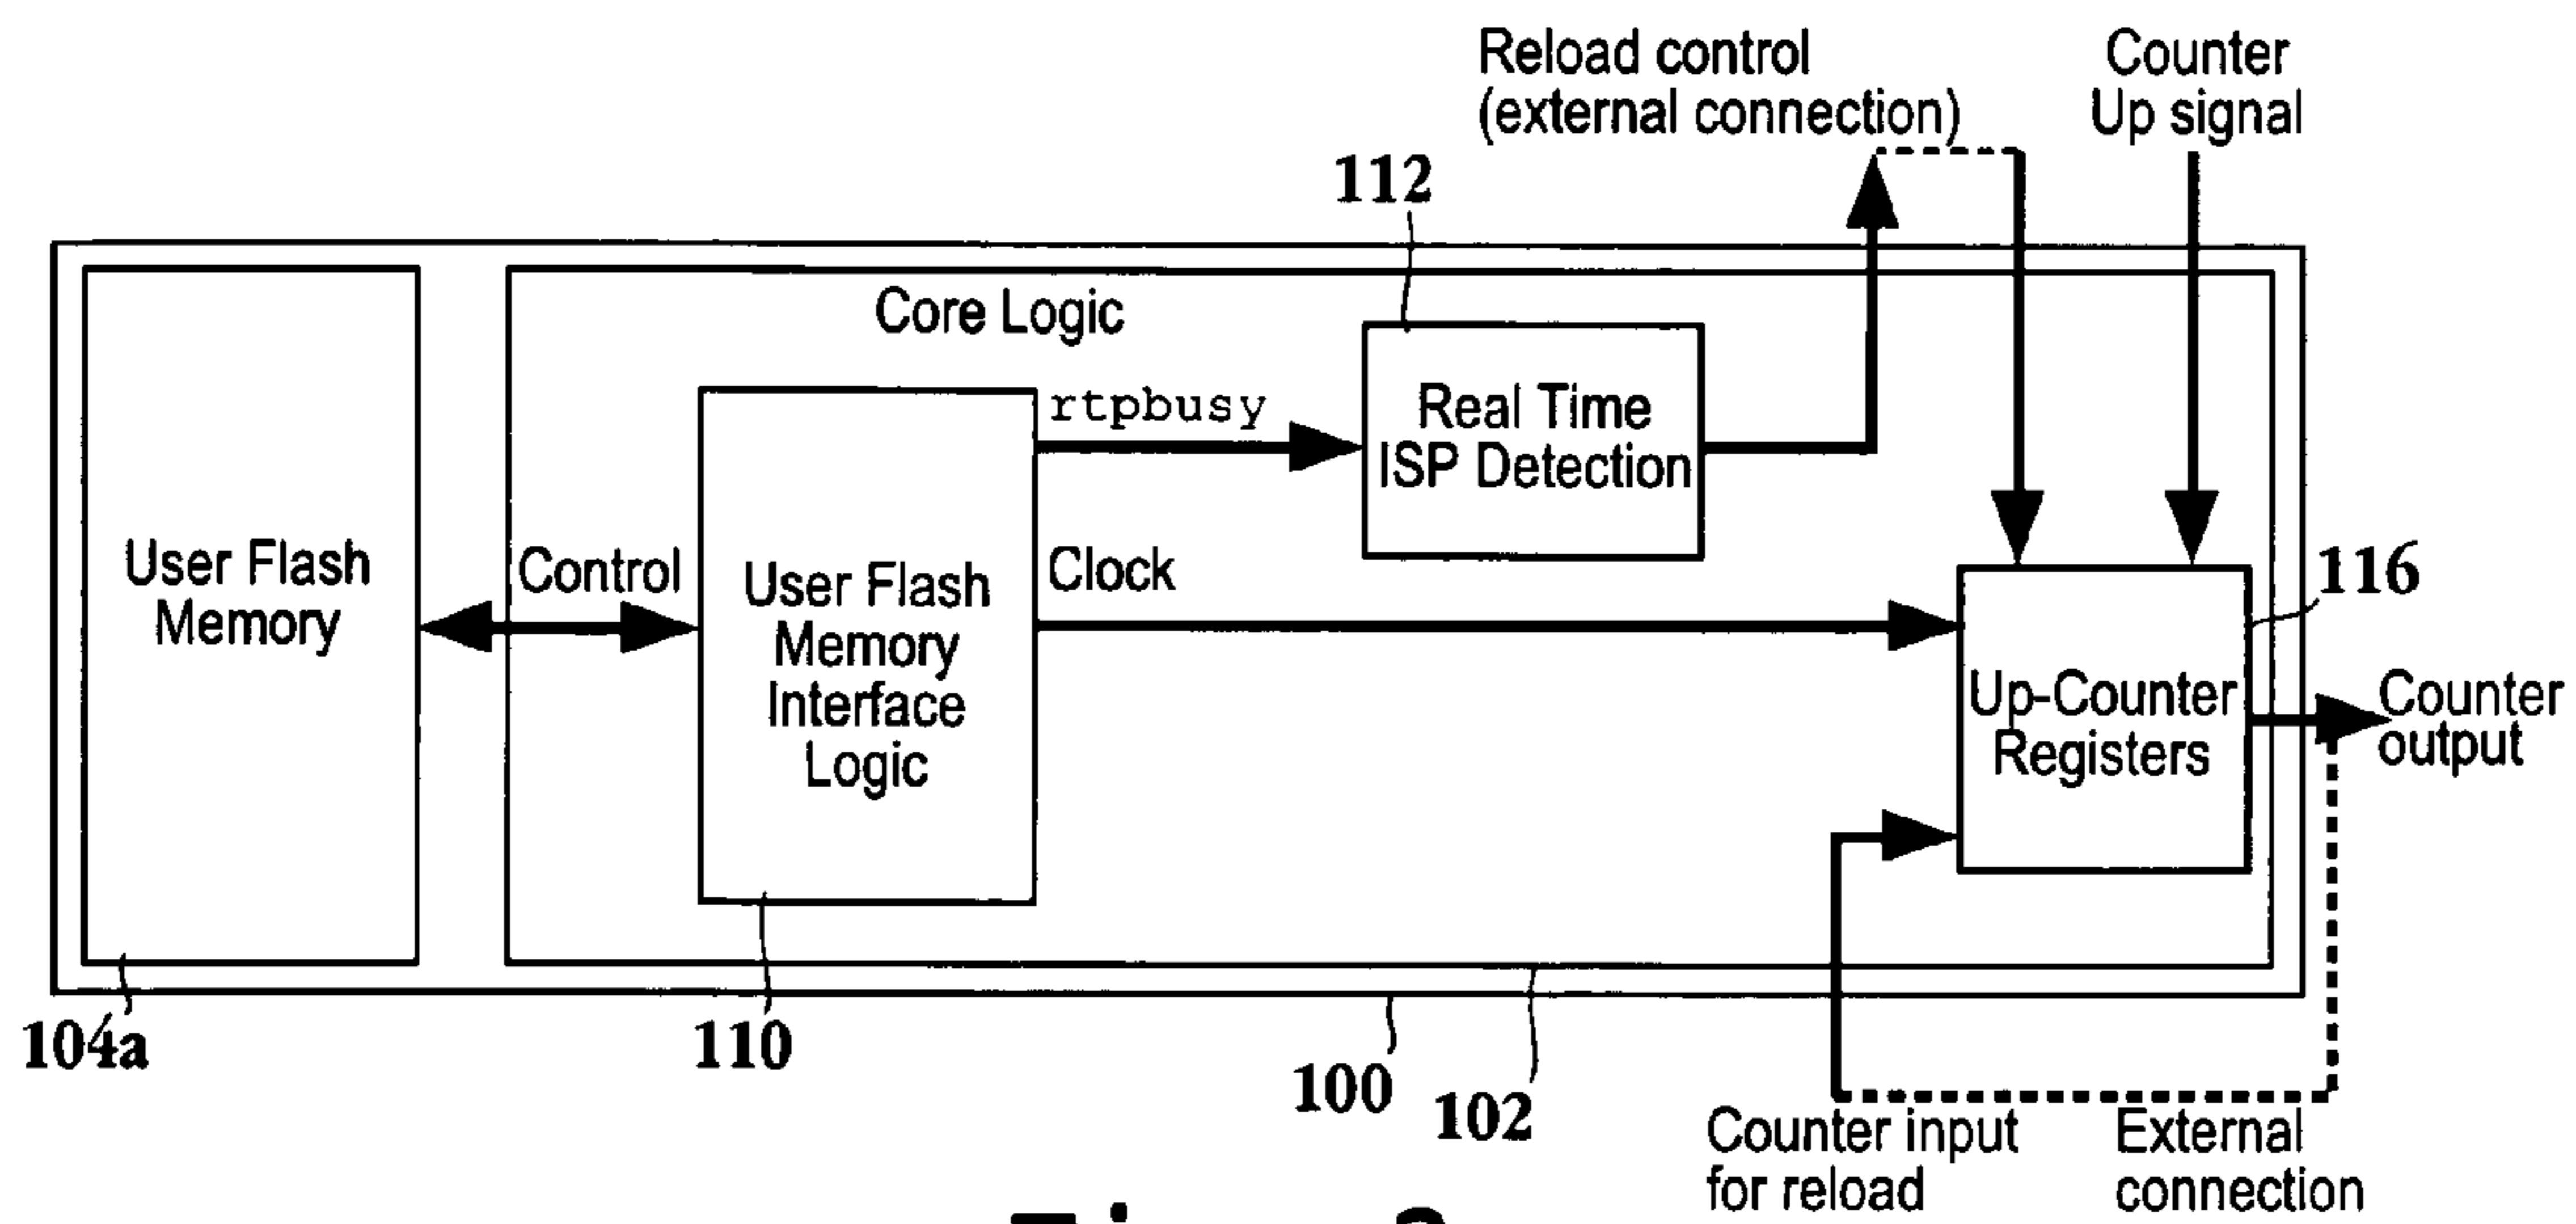 Reload control
(external connection)
Counter
Up signal
112
Core Logic
rtpbusy
Real Time
ISP Detection
User Flash
Memory
Control
User Flash
Memory
Interface
Logic
Clock
116
Up-Counter
Registers
Counter
output
104a
110
100
102
Counter input
for reload
External
connection